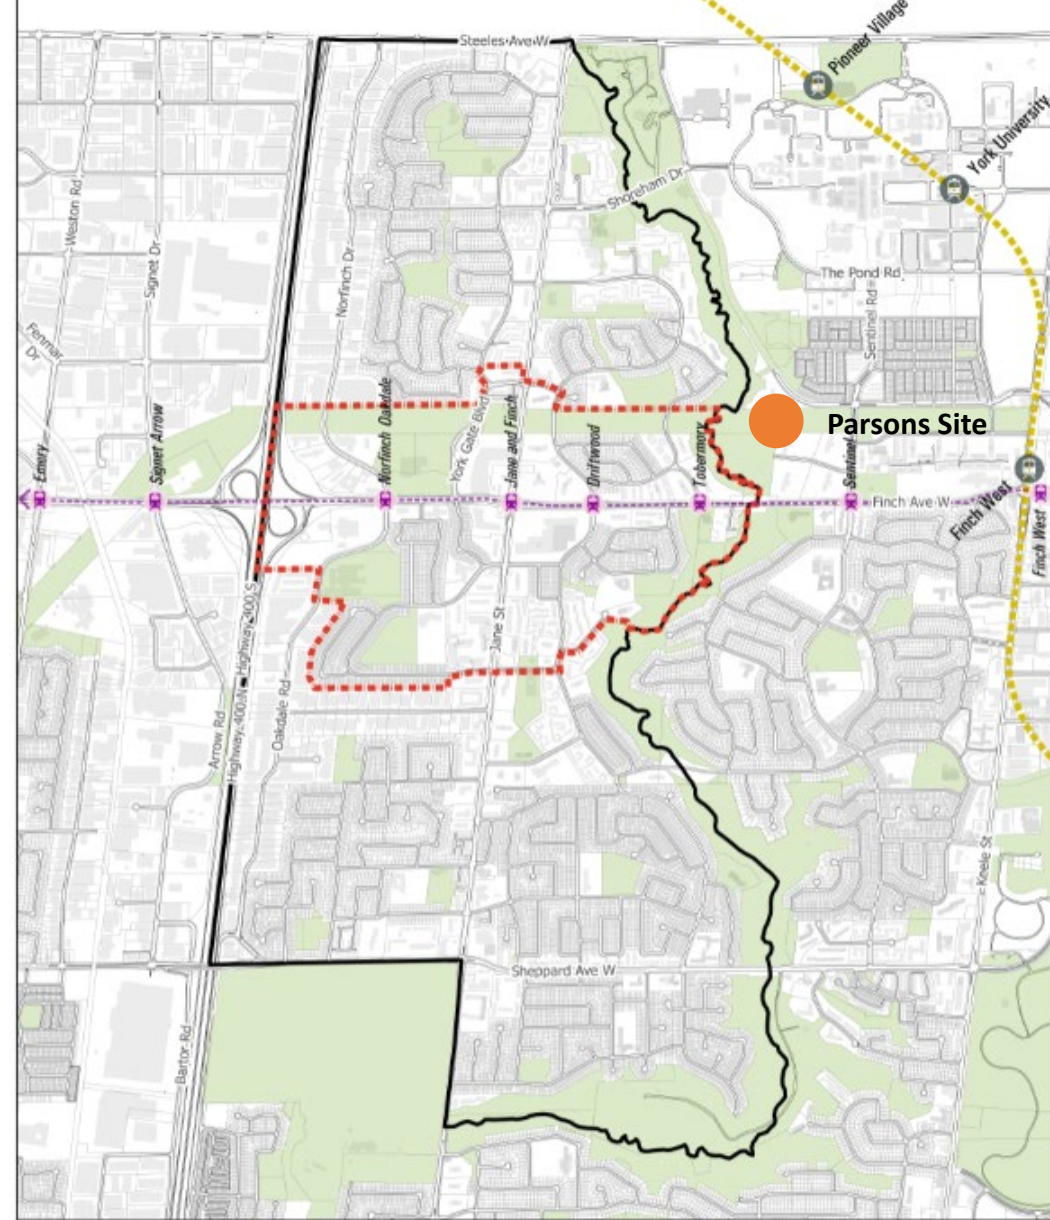 Steeles Ave W
Pioneer Village
York University
Shoreham Dr
Weston Rd
Signet Dr
Norfinch Dr
The Pond Rd
Sentinel Rd
Fenmar
Dr
Norfinch Oakdale
York Gate Blvd
Jane and Finch
Driftwood
Tobermory
Parsons Site
Emery
Signet Arrow
Sentinel
Finch Ave W
Finch West
Finch West
Highway 400 S
Highway 400 N
Jane St
Oakdale Rd
Arrow Rd
Keele St
Sheppard Ave W
Bartor Rd